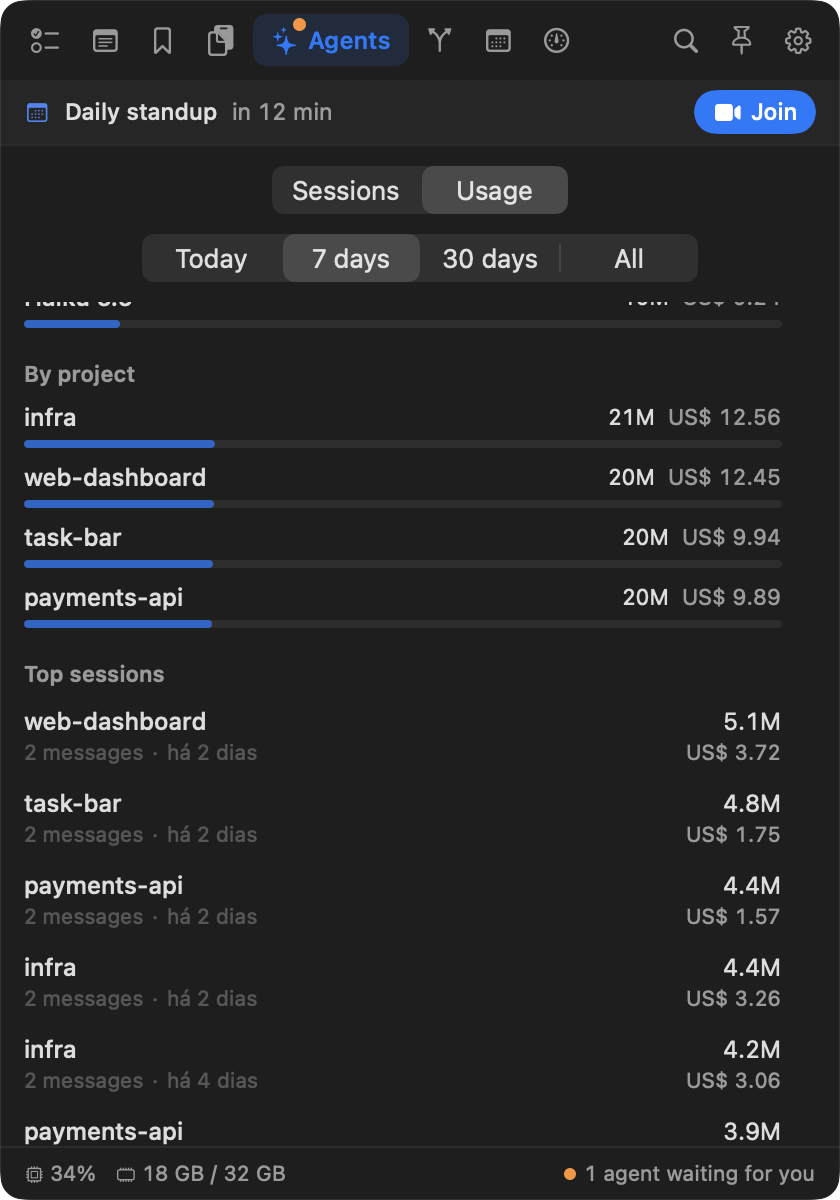 Agents
Daily standup in 12 min
Join
Sessions Usage
Today 7 days 30 days All
By project
infra 21M US$ 12.56
web-dashboard 20M US$ 12.45
task-bar 20M US$ 9.94
payments-api 20M US$ 9.89
Top sessions
web-dashboard 5.1M
2 messages · há 2 dias US$ 3.72
task-bar 4.8M
2 messages · há 2 dias US$ 1.75
payments-api 4.4M
2 messages · há 2 dias US$ 1.57
infra 4.4M
2 messages · há 2 dias US$ 3.26
infra 4.2M
2 messages · há 4 dias US$ 3.06
payments-api 3.9M
34% 18 GB / 32 GB 1 agent waiting for you